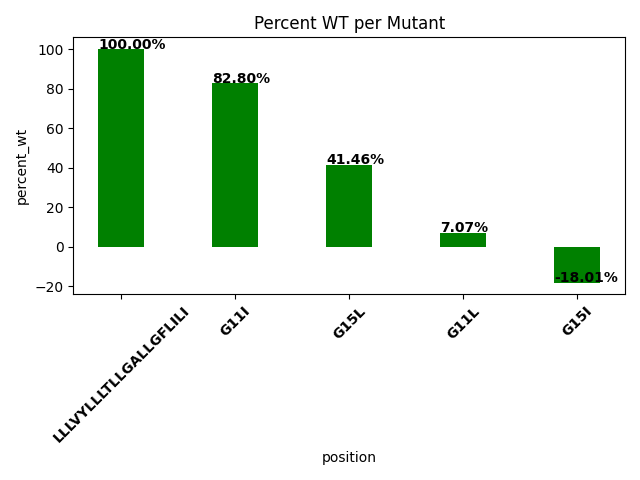 Percent WT per Mutant
percent_wt
100
80
60
40
20
0
−20
100.00%
82.80%
41.46%
7.07%
-18.01%
LLLVYLLLTLLGALLGFLILI
G11I
G15L
G11L
G15I
position